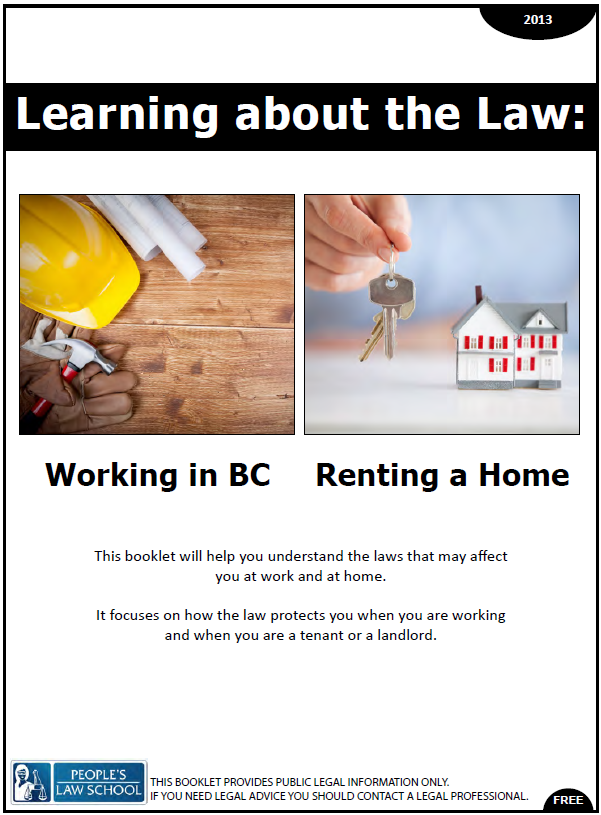 2013
Learning about the Law:
Working in BC
Renting a Home
This booklet will help you understand the laws that may affect
you at work and at home.
It focuses on how the law protects you when you are working
and when you are a tenant or a landlord.
PEOPLE'S
LAW SCHOOL
THIS BOOKLET PROVIDES PUBLIC LEGAL INFORMATION ONLY.
IF YOU NEED LEGAL ADVICE YOU SHOULD CONTACT A LEGAL PROFESSIONAL.
FREE